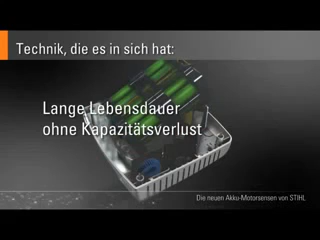 Technik, die es in sich hat:
Lange Lebensdauer
ohne Kapazitätsverlust
Die neuen Akku-Motorsensen von STIHL